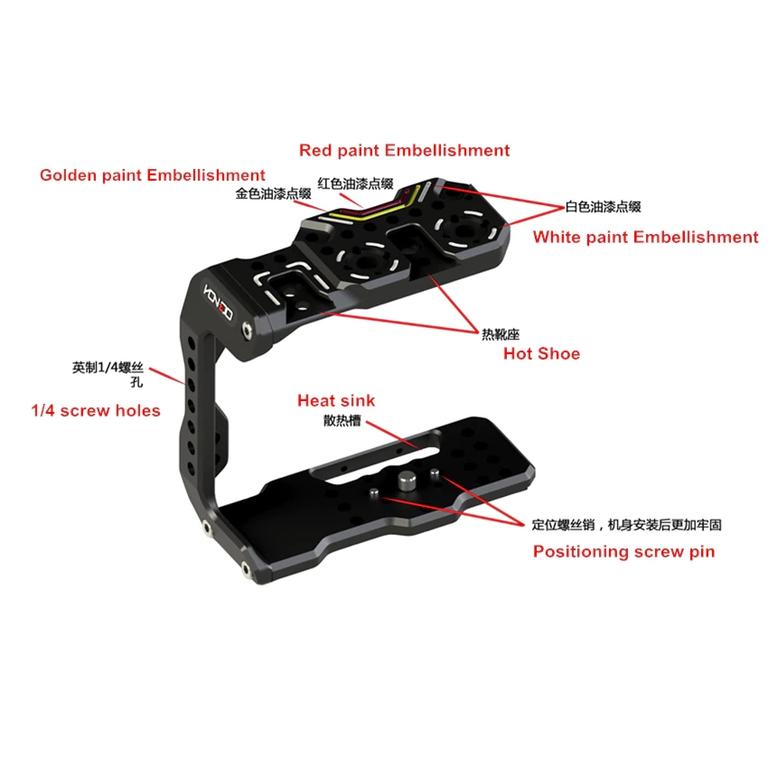 Red paint Embellishment
Golden paint Embellishment
红色油漆点缀
金色油漆点缀
白色油漆点缀
White paint Embellishment
热靴座
Hot Shoe
英制1/4螺丝
孔
1/4 screw holes
Heat sink
散热槽
定位螺丝销，机身安装后更加牢固
Positioning screw pin